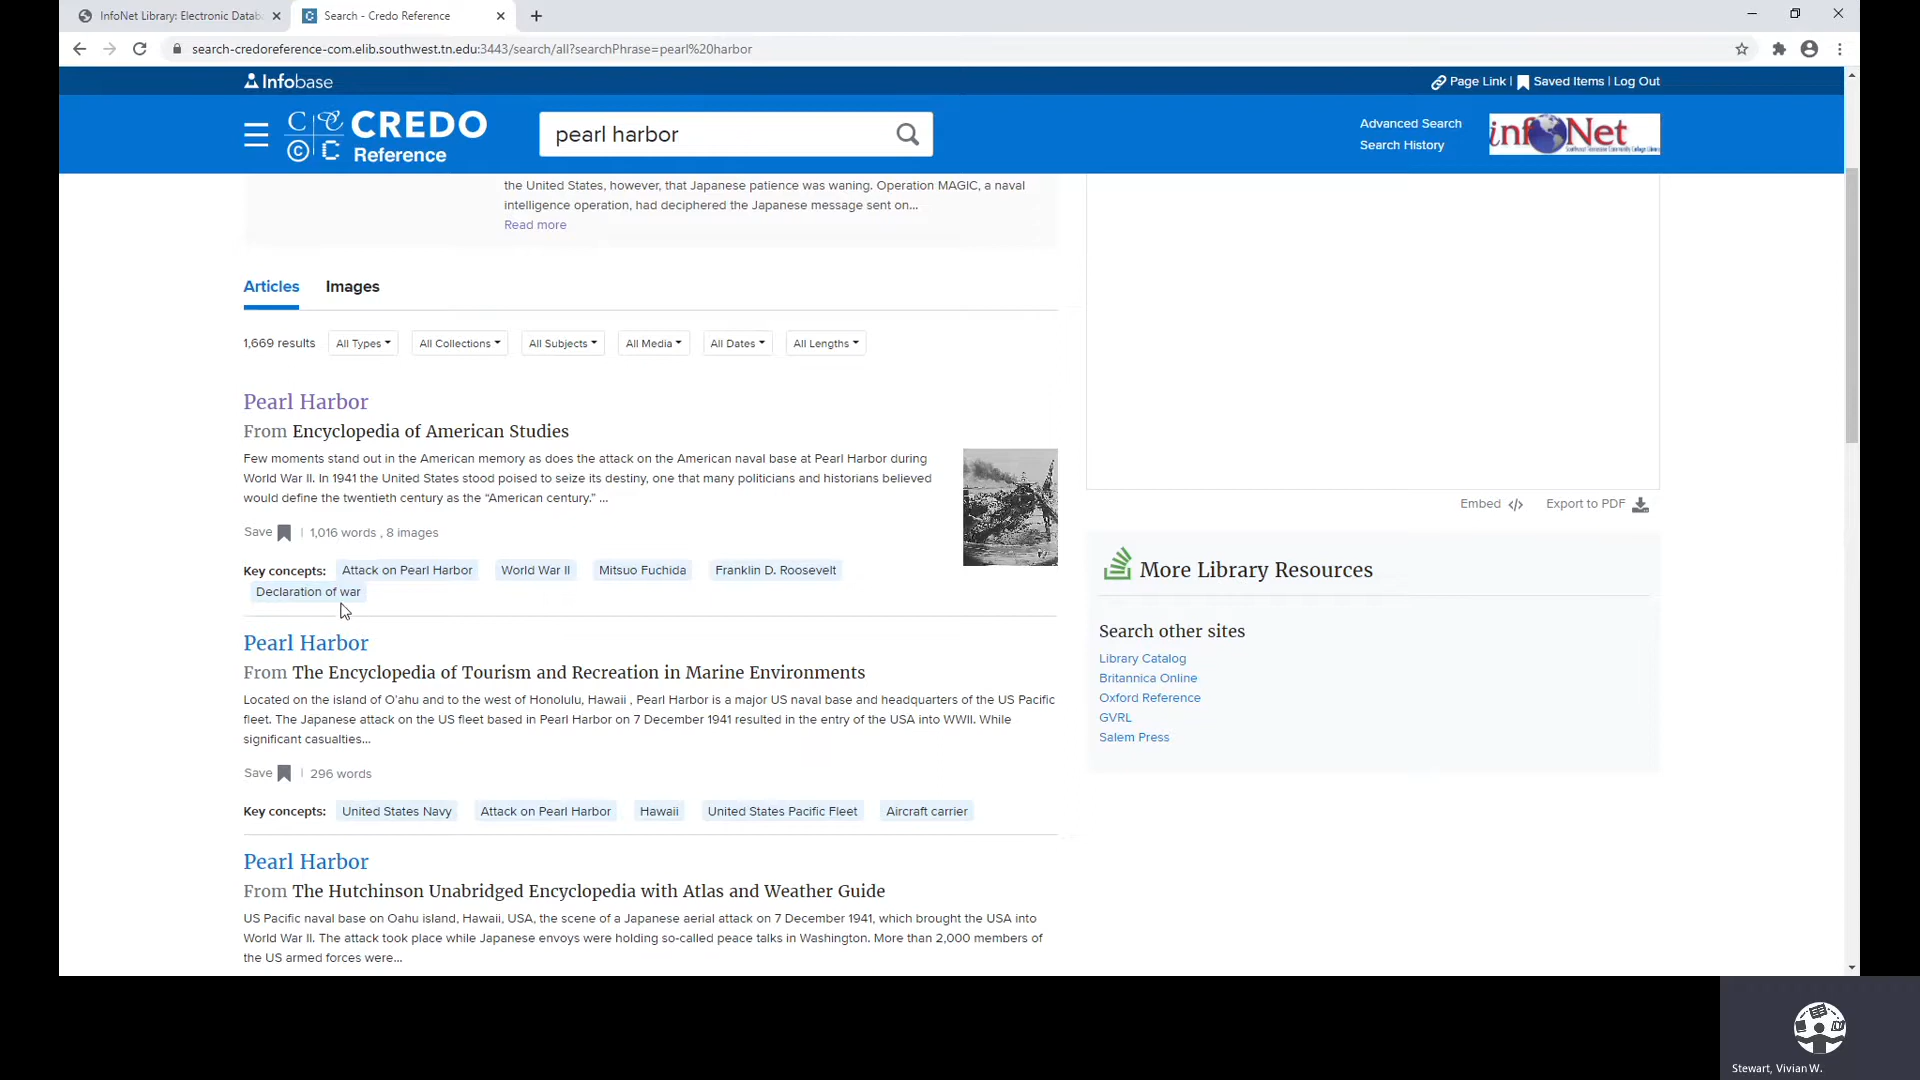 InfoNet Library: Electronic Datab
Search - Credo Reference
search-credoreference-com.elib.southwest.tn.edu:3443/search/all?searchPhrase=pearl%20harbor
Infobase
Page Link | Saved Items | Log Out
CREDO
Reference
pearl harbor
Advanced Search
Search History
infoNet
the United States, however, that Japanese patience was waning. Operation MAGIC, a naval
intelligence operation, had deciphered the Japanese message sent on...
Read more
Articles Images
1,669 results All Types All Collections All Subjects All Media All Dates All Lengths
Pearl Harbor
From Encyclopedia of American Studies
Few moments stand out in the American memory as does the attack on the American naval base at Pearl Harbor during
World War II. In 1941 the United States stood poised to seize its destiny, one that many politicians and historians believed
would define the twentieth century as the “American century.” ...
Save | 1,016 words , 8 images
Key concepts: Attack on Pearl Harbor World War II Mitsuo Fuchida Franklin D. Roosevelt
Declaration of war
Pearl Harbor
From The Encyclopedia of Tourism and Recreation in Marine Environments
Located on the island of O'ahu and to the west of Honolulu, Hawaii , Pearl Harbor is a major US naval base and headquarters of the US Pacific
fleet. The Japanese attack on the US fleet based in Pearl Harbor on 7 December 1941 resulted in the entry of the USA into WWII. While
significant casualties...
Save | 296 words
Key concepts: United States Navy Attack on Pearl Harbor Hawaii United States Pacific Fleet Aircraft carrier
Pearl Harbor
From The Hutchinson Unabridged Encyclopedia with Atlas and Weather Guide
US Pacific naval base on Oahu island, Hawaii, USA, the scene of a Japanese aerial attack on 7 December 1941, which brought the USA into
World War II. The attack took place while Japanese envoys were holding so-called peace talks in Washington. More than 2,000 members of
the US armed forces were...
Embed Export to PDF
More Library Resources
Search other sites
Library Catalog
Britannica Online
Oxford Reference
GVRL
Salem Press
Stewart, Vivian W.